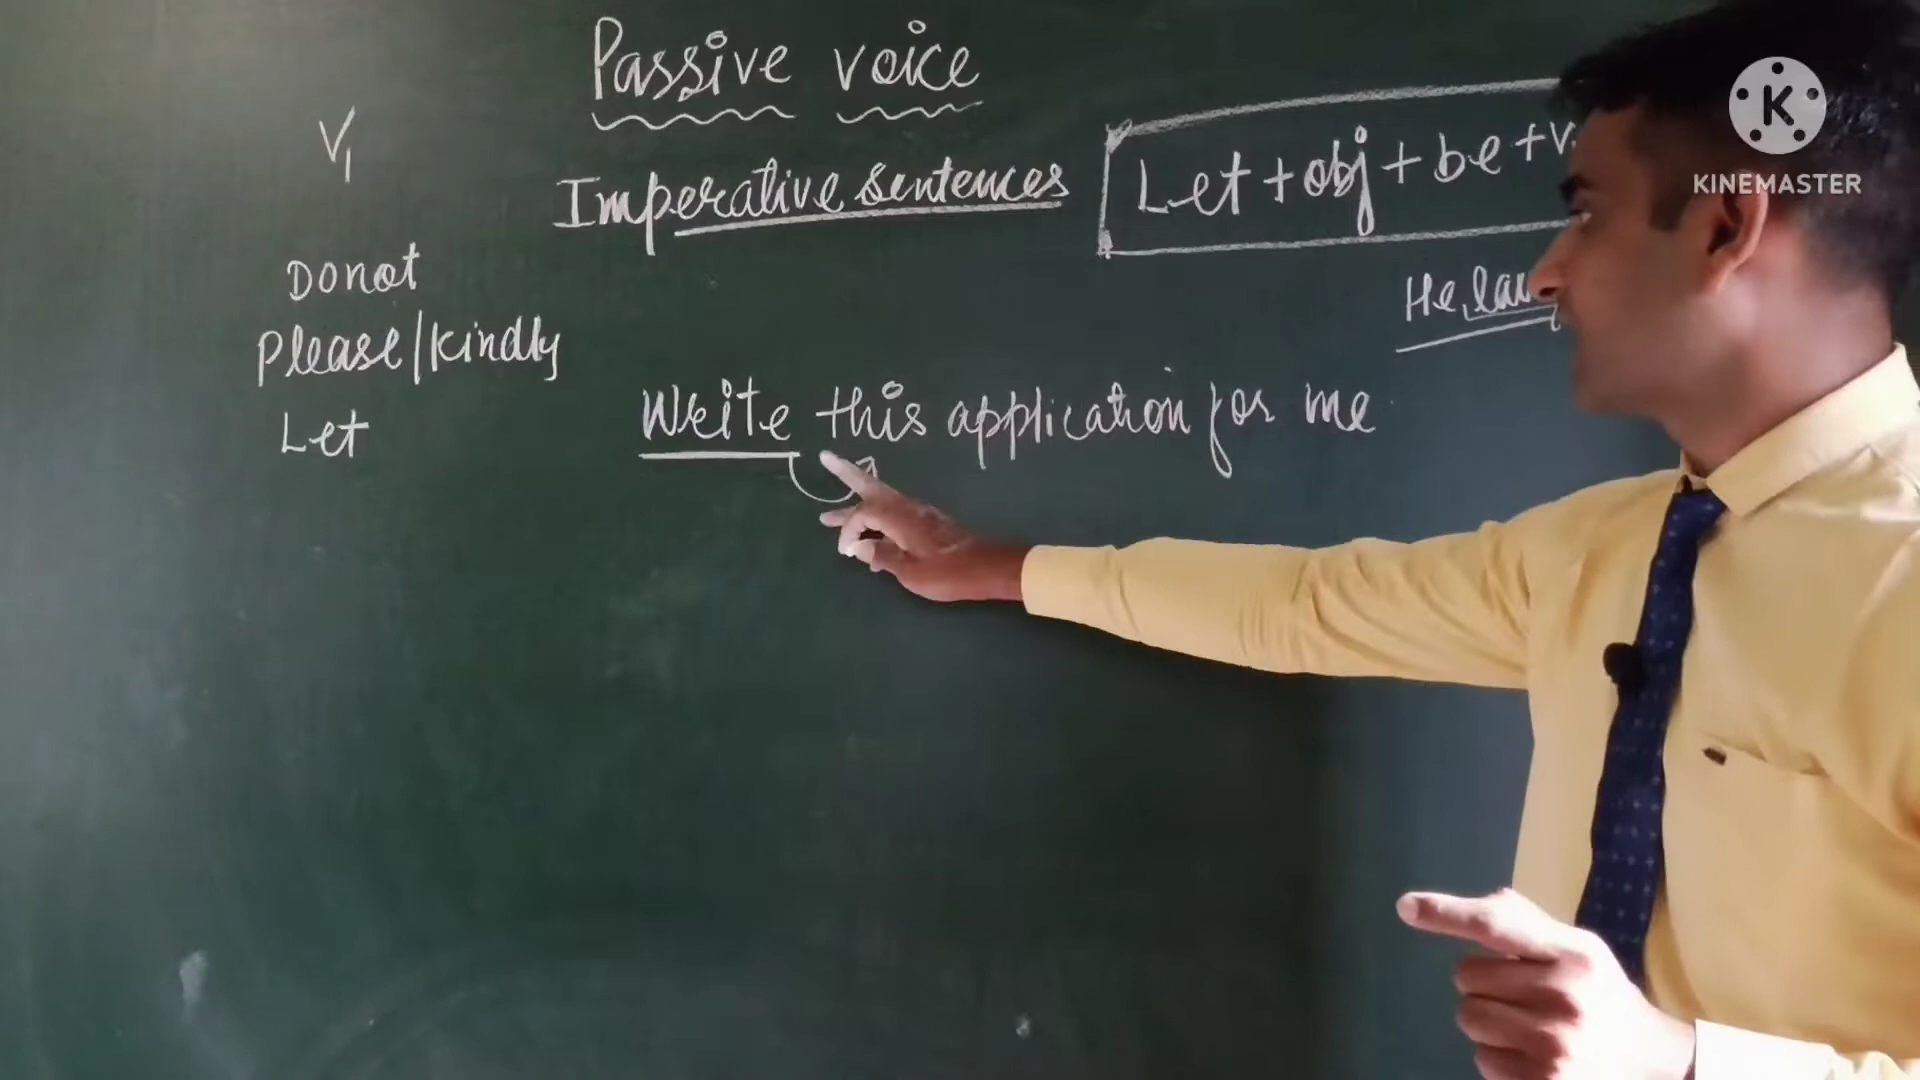 Passive voice
V1
Imperative sentences
Let + obj + be + V
Do not
He
Please/kindly
Write this application for me
Let
K
KINEMASTER